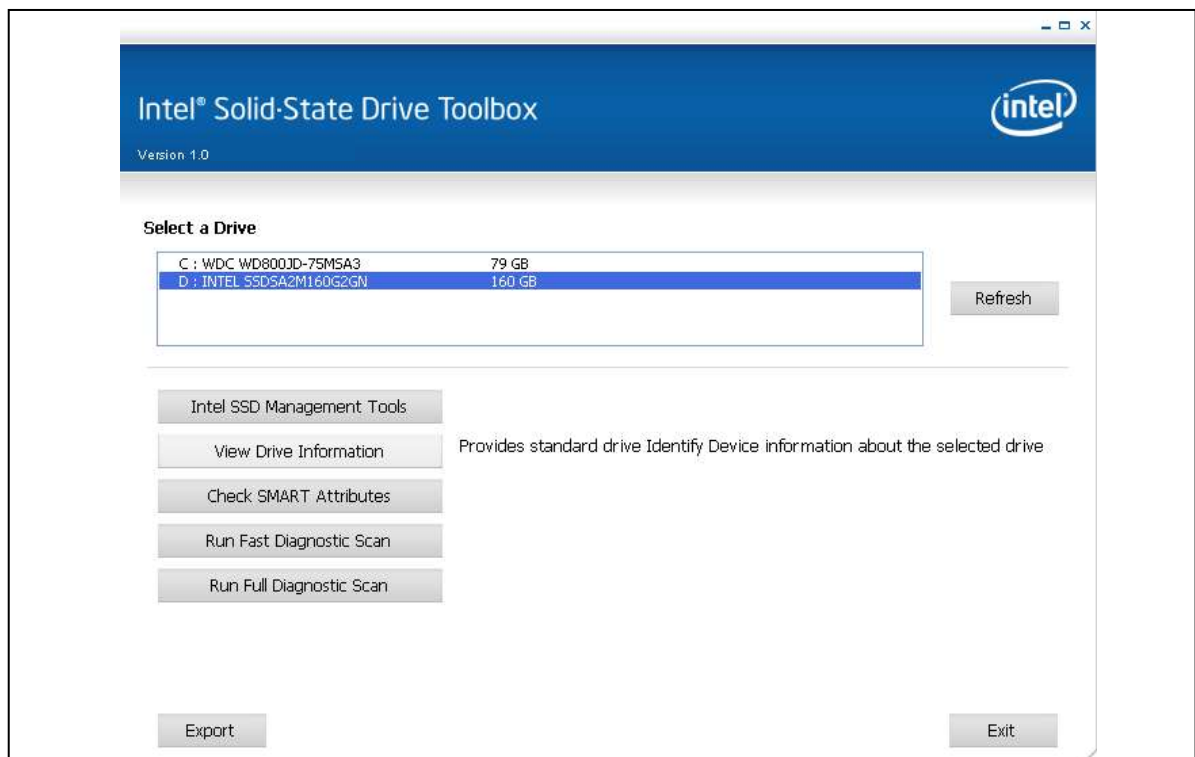 Intel® Solid-State Drive Toolbox
intel
Version 1.0
Select a Drive
C : WDC WD800JD-75MSA3 79 GB
D : INTEL SSDSA2M160G2GN 160 GB
Refresh
Intel SSD Management Tools
View Drive Information Provides standard drive Identify Device information about the selected drive
Check SMART Attributes
Run Fast Diagnostic Scan
Run Full Diagnostic Scan
Export Exit